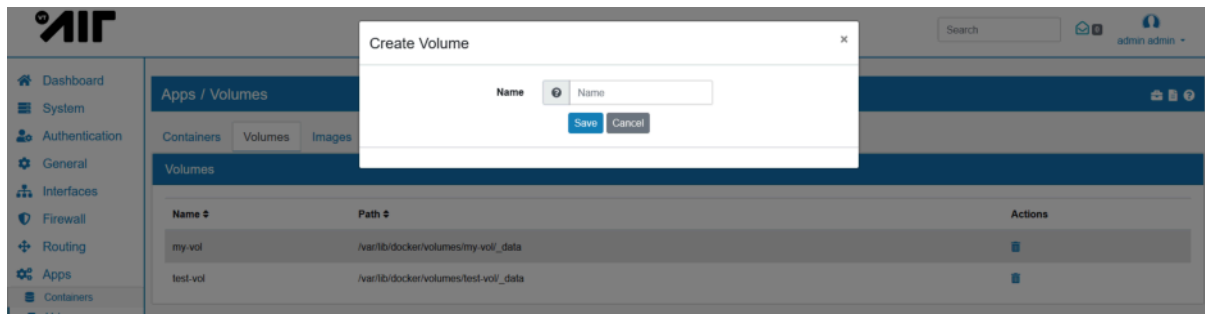 Create Volume
×
Search
0
admin admin
Dashboard
System
Authentication
General
Interfaces
Firewall
Routing
Apps
Containers
Apps / Volumes
Name
Name
Save Cancel
Containers Volumes Images
Volumes
Name Path Actions
my-vol /var/lib/docker/volumes/my-vol/_data
test-vol /var/lib/docker/volumes/test-vol/_data